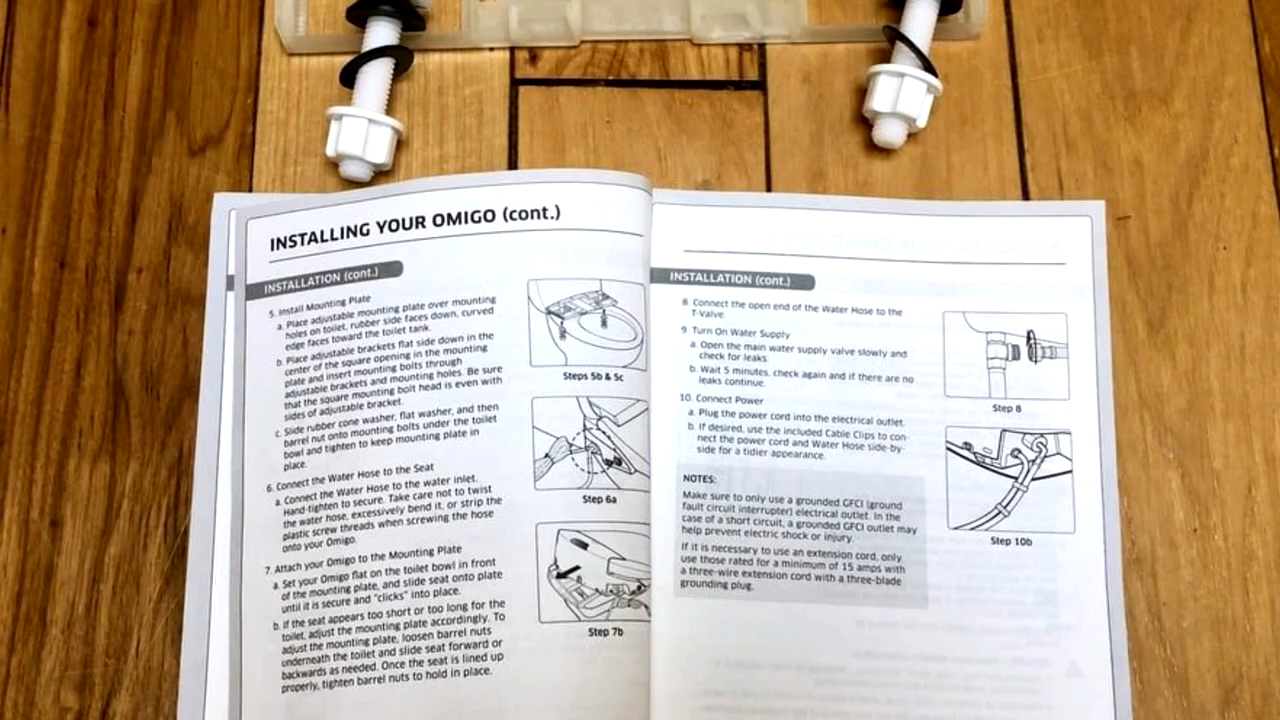 INSTALLING YOUR OMIGO (cont.)
INSTALLATION (cont.)
5. Install Mounting Plate
a. Place adjustable mounting plate over mounting
holes on toilet, rubber side faces down, curved
edge faces toward the toilet tank.
b. Place adjustable brackets flat side down in the
center of the square opening in the mounting
plate and insert mounting bolts through
adjustable brackets and mounting holes. Be sure
that the square mounting bolt head is even with
sides of adjustable bracket.
c. Slide rubber cone washer, flat washer, and then
barrel nut onto mounting bolts under the toilet
bowl and tighten to keep mounting plate in
place.
6. Connect the Water Hose to the Seat
a. Connect the Water Hose to the water inlet.
Hand-tighten to secure. Take care not to twist
the water hose, excessively bend it, or strip the
plastic screw threads when screwing the hose
onto your Omigo.
7. Attach your Omigo to the Mounting Plate
a. Set your Omigo flat on the toilet bowl in front
of the mounting plate, and slide seat onto plate
until it is secure and "clicks" into place.
b. If the seat appears too short or too long for the
toilet, adjust the mounting plate accordingly. To
adjust the mounting plate, loosen barrel nuts
underneath the toilet and slide seat forward or
backwards as needed. Once the seat is lined up
properly, tighten barrel nuts to hold in place.
Steps 5b & 5c
Step 6a
Step 7b
INSTALLATION (cont.)
8. Connect the open end of the Water Hose to the
T-Valve.
9. Turn On Water Supply
a. Open the main water supply valve slowly and
check for leaks.
b. Wait 5 minutes, check again and if there are no
leaks continue.
10. Connect Power
a. Plug the power cord into the electrical outlet.
b. If desired, use the included Cable Clips to con-
nect the power cord and Water Hose side-by-
side for a tidier appearance.
NOTES:
Make sure to only use a grounded GFCI (ground
fault circuit interrupter) electrical outlet. In the
case of a short circuit, a grounded GFCI outlet may
help prevent electric shock or injury.
If it is necessary to use an extension cord, only
use those rated for a minimum of 15 amps with
a three-wire extension cord with a three-blade
grounding plug.
Step 8
Step 10b